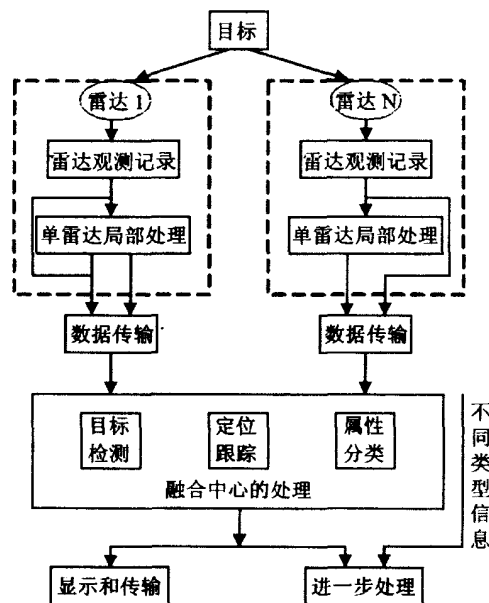 目标
雷达 1
雷达 N
雷达观测记录
雷达观测记录
单雷达局部处理
单雷达局部处理
数据传输
数据传输
目标
检测
定位
跟踪
属性
分类
融合中心的处理
不同类型信息
显示和传输
进一步处理